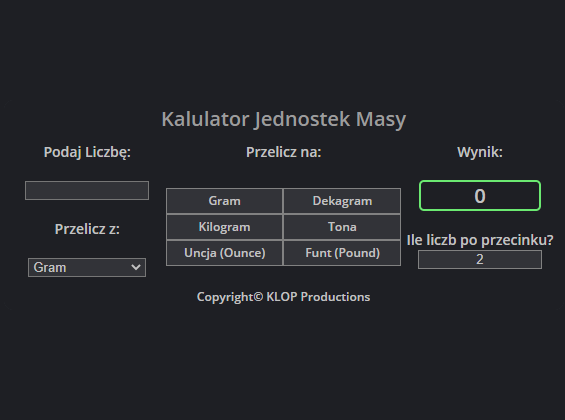 Kalulator Jednostek Masy
Podaj Liczbę:
Przelicz z:
Gram
Przelicz na:
Gram Dekagram
Kilogram Tona
Uncja (Ounce) Funt (Pound)
Wynik:
0
Ile liczb po przecinku?
2
Copyright© KLOP Productions